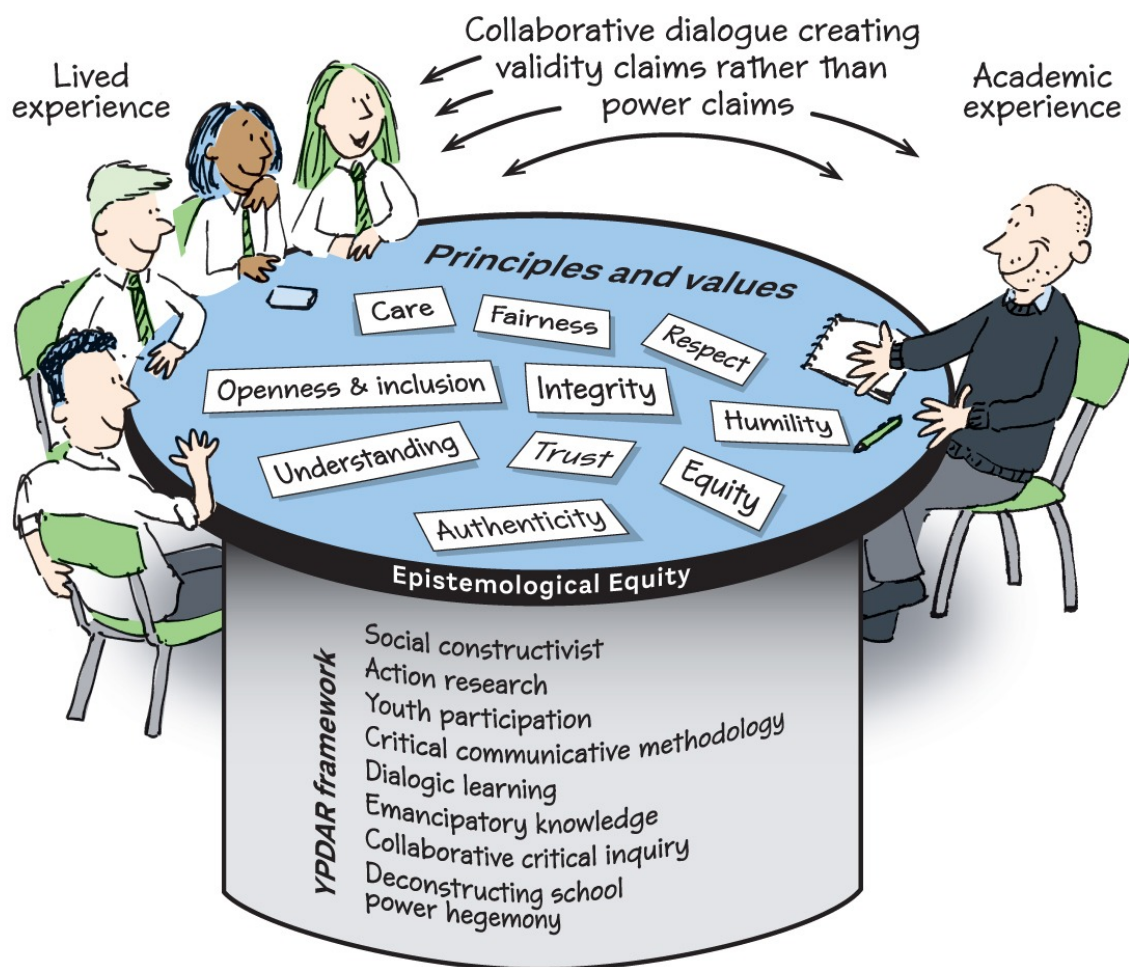 Lived
experience
Collaborative dialogue creating
validity claims rather than
power claims
Academic
experience
Principles and values
Care
Fairness
Respect
Openness & inclusion
Integrity
Humility
Understanding
Trust
Equity
Authenticity
Epistemological Equity
YPDAR framework
Social constructivist
Action research
Youth participation
Critical communicative methodology
Dialogic learning
Emancipatory knowledge
Collaborative critical inquiry
Deconstructing school
power hegemony